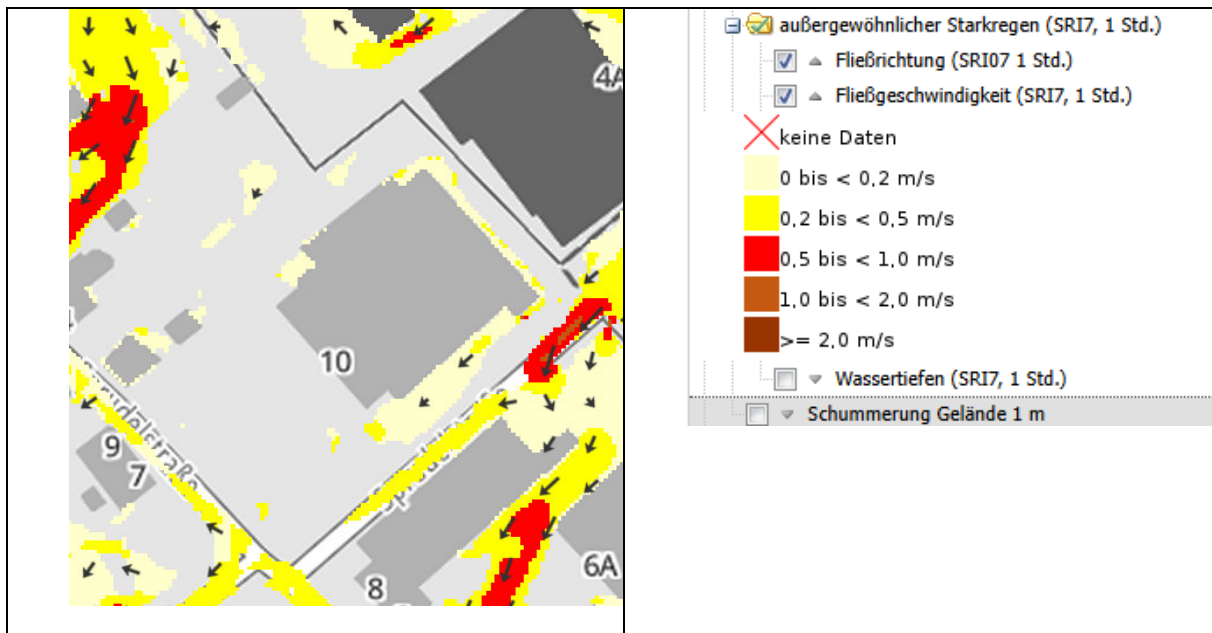 4A
10
9
7
8
6A
außergewöhnlicher Starkregen (SRI7, 1 Std.)
Fließrichtung (SRI07 1 Std.)
Fließgeschwindigkeit (SRI7, 1 Std.)
keine Daten
0 bis < 0,2 m/s
0,2 bis < 0,5 m/s
0,5 bis < 1,0 m/s
1,0 bis < 2,0 m/s
>= 2,0 m/s
Wassertiefen (SRI7, 1 Std.)
Schummerung Gelände 1 m